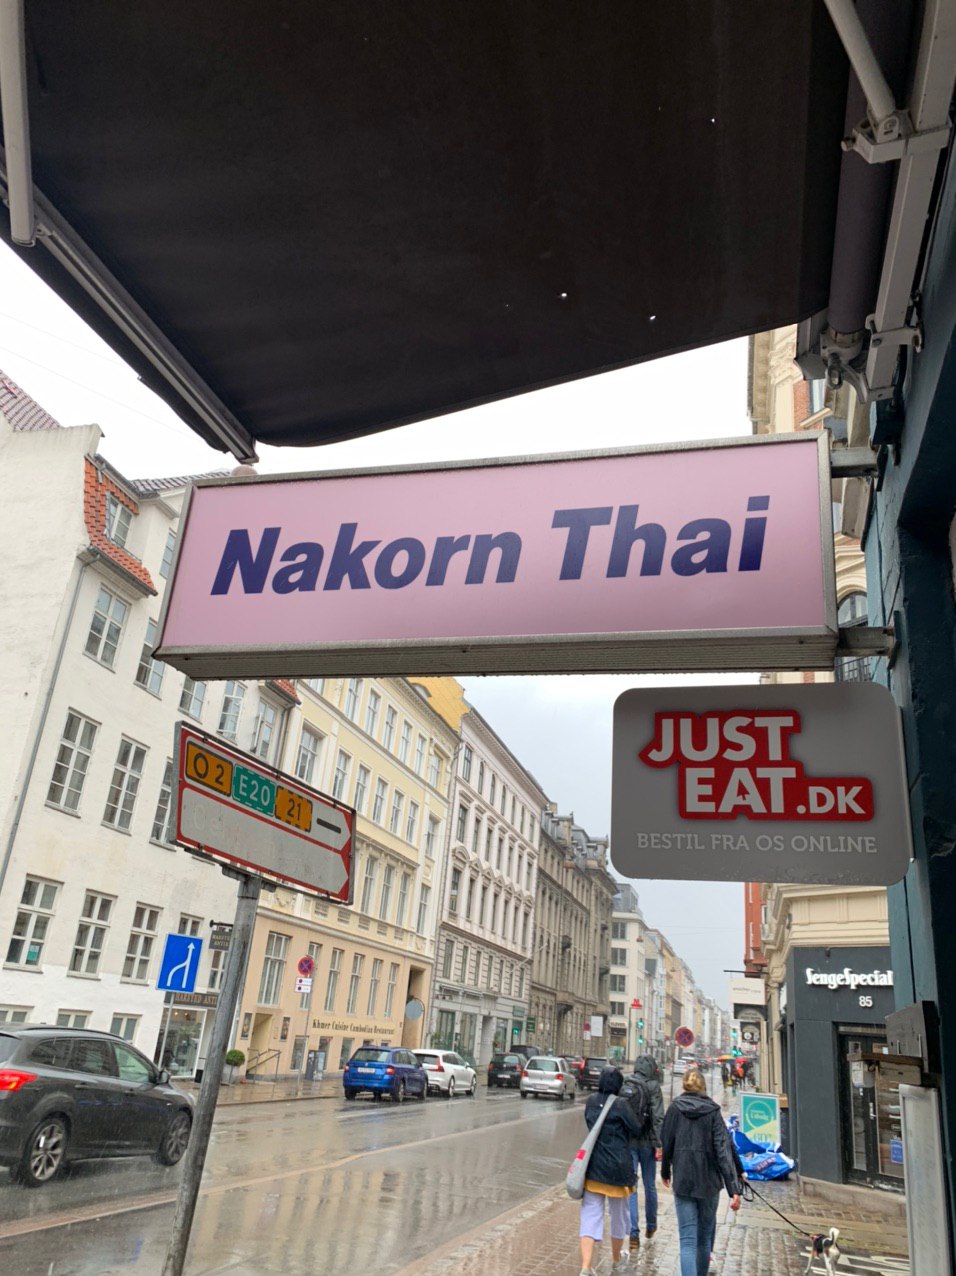 Nakorn Thai
JUST
EAT.DK
BESTIL FRA OS ONLINE
O2
E20
21
SengeSpecial
85
Khmer Cuisine Cambodian Restaurant